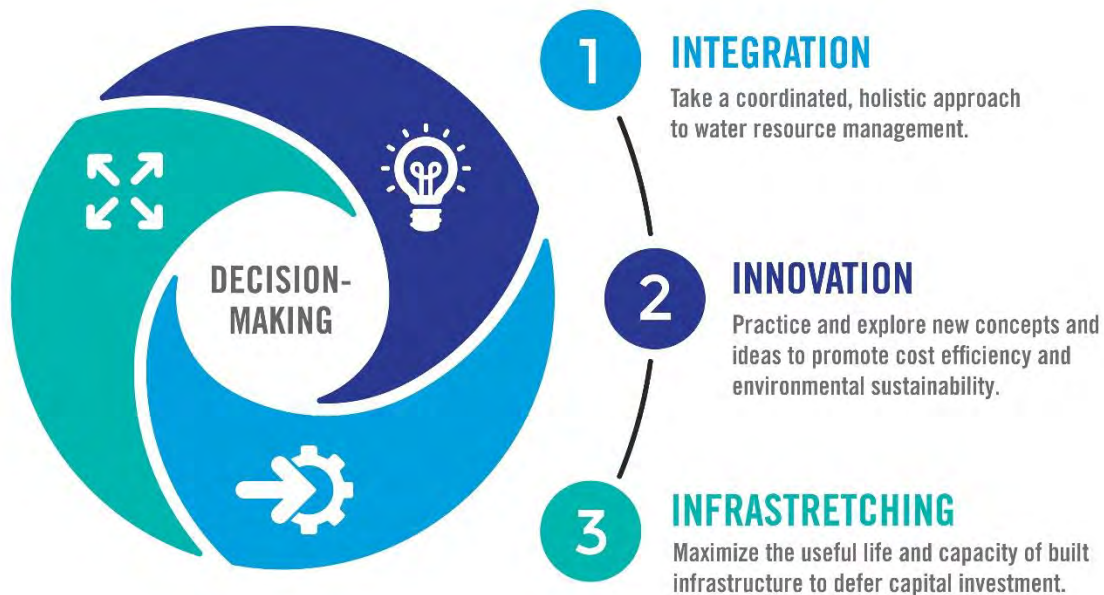 DECISION-
MAKING
1
INTEGRATION
Take a coordinated, holistic approach
to water resource management.
2
INNOVATION
Practice and explore new concepts and
ideas to promote cost efficiency and
environmental sustainability.
3
INFRASTRETCHING
Maximize the useful life and capacity of built
infrastructure to defer capital investment.